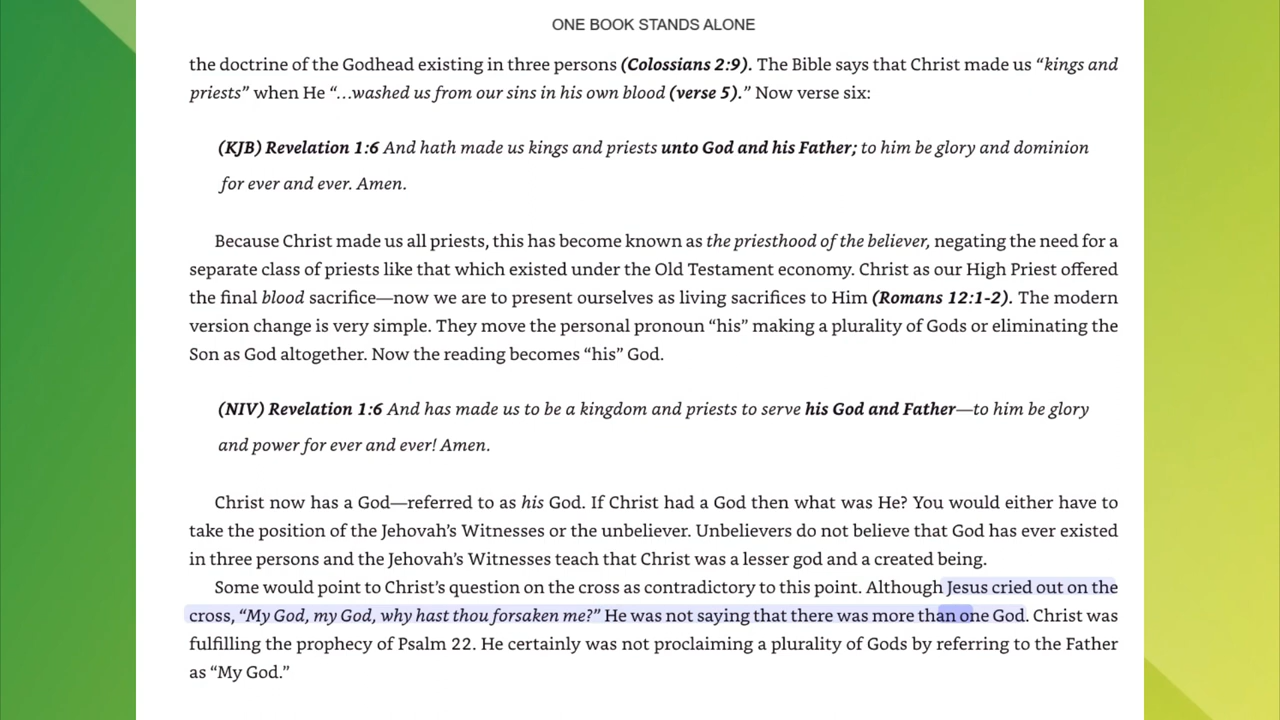 ONE BOOK STANDS ALONE
the doctrine of the Godhead existing in three persons (Colossians 2:9). The Bible says that Christ made us “kings and
priests” when He “…washed us from our sins in his own blood (verse 5).” Now verse six:
(KJB) Revelation 1:6 And hath made us kings and priests unto God and his Father; to him be glory and dominion
for ever and ever. Amen.
Because Christ made us all priests, this has become known as the priesthood of the believer, negating the need for a
separate class of priests like that which existed under the Old Testament economy. Christ as our High Priest offered
the final blood sacrifice—now we are to present ourselves as living sacrifices to Him (Romans 12:1-2). The modern
version change is very simple. They move the personal pronoun “his” making a plurality of Gods or eliminating the
Son as God altogether. Now the reading becomes “his” God.
(NIV) Revelation 1:6 And has made us to be a kingdom and priests to serve his God and Father—to him be glory
and power for ever and ever! Amen.
Christ now has a God—referred to as his God. If Christ had a God then what was He? You would either have to
take the position of the Jehovah’s Witnesses or the unbeliever. Unbelievers do not believe that God has ever existed
in three persons and the Jehovah’s Witnesses teach that Christ was a lesser god and a created being.
Some would point to Christ’s question on the cross as contradictory to this point. Although Jesus cried out on the
cross, “My God, my God, why hast thou forsaken me?” He was not saying that there was more than one God. Christ was
fulfilling the prophecy of Psalm 22. He certainly was not proclaiming a plurality of Gods by referring to the Father
as “My God.”